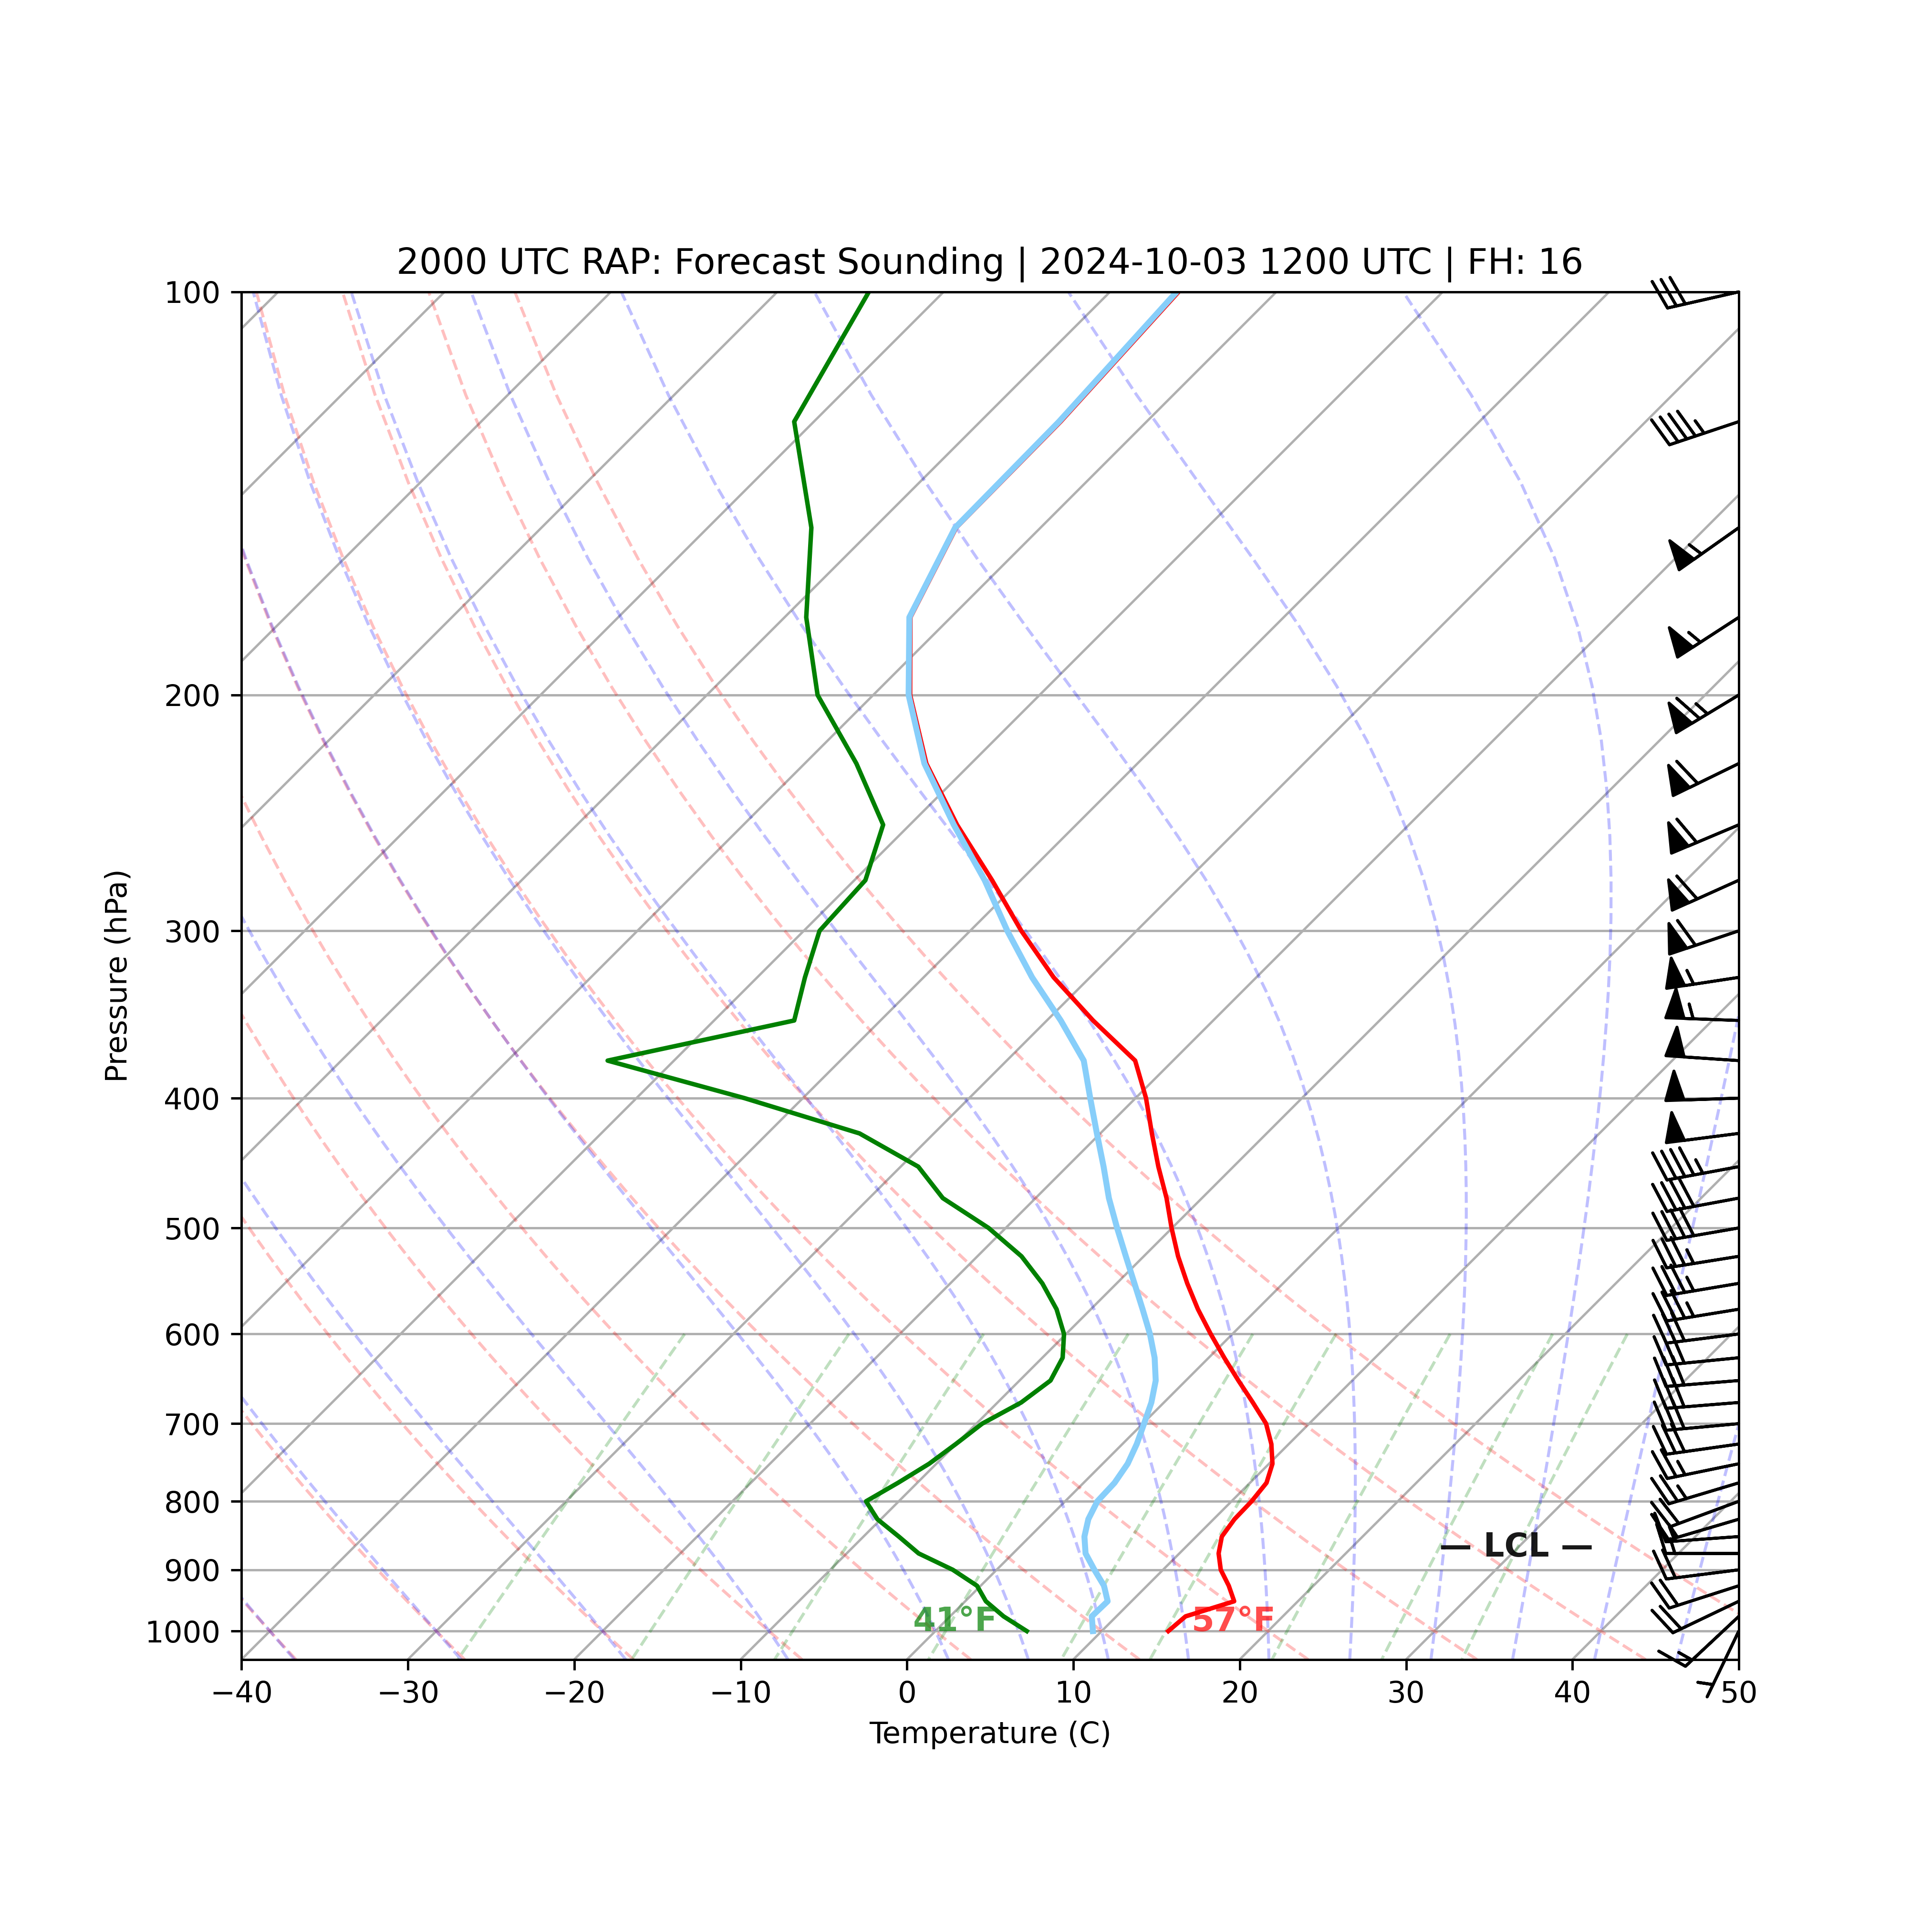 2000 UTC RAP: Forecast Sounding | 2024-10-03 1200 UTC | FH: 16
100
200
300
400
500
600
700
800
900
1000
Pressure (hPa)
— LCL —
41°F
57°F
−40 −30 −20 −10 0 10 20 30 40 50
Temperature (C)